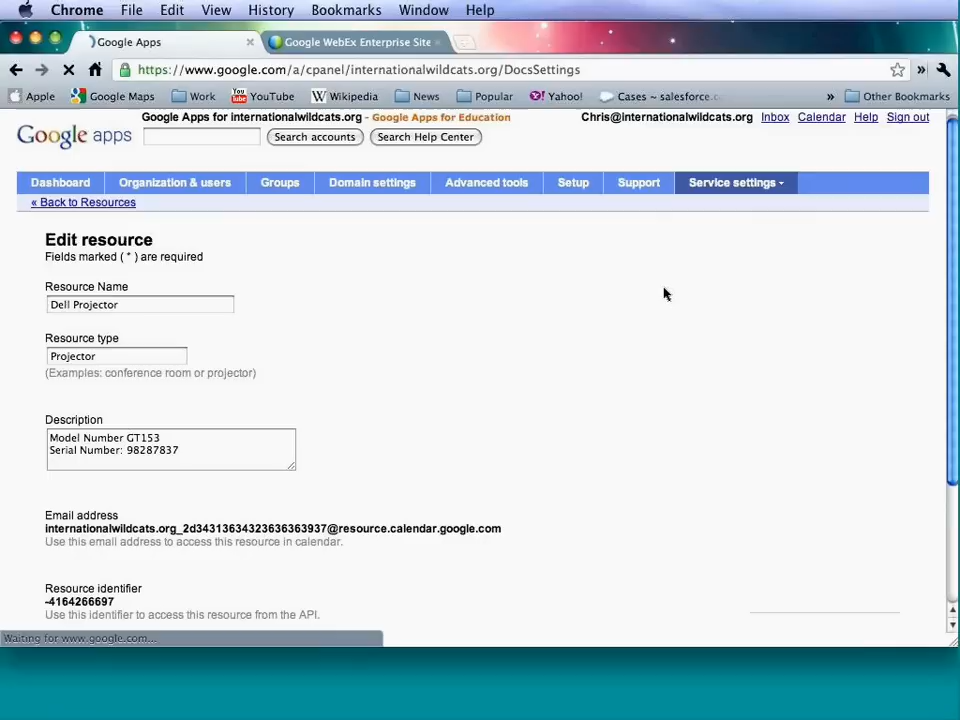 Chrome File Edit View History Bookmarks Window Help
Google Apps
Google WebEx Enterprise Site
https://www.google.com/a/cpanel/internationalwildcats.org/DocsSettings
Apple Google Maps Work YouTube Wikipedia News Popular Yahoo! Cases ~ salesforce.c » Other Bookmarks
Google Apps for internationalwildcats.org - Google Apps for Education
Chris@internationalwildcats.org Inbox Calendar Help Sign out
Google apps
Search accounts Search Help Center
Dashboard Organization & users Groups Domain settings Advanced tools Setup Support Service settings
« Back to Resources
Edit resource
Fields marked ( * ) are required
Resource Name
Dell Projector
Resource type
Projector
(Examples: conference room or projector)
Description
Model Number GT153
Serial Number: 98287837
Email address
internationalwildcats.org_2d34313634323636363937@resource.calendar.google.com
Use this email address to access this resource in calendar.
Resource identifier
-4164266697
Use this identifier to access this resource from the API.
Waiting for www.google.com...